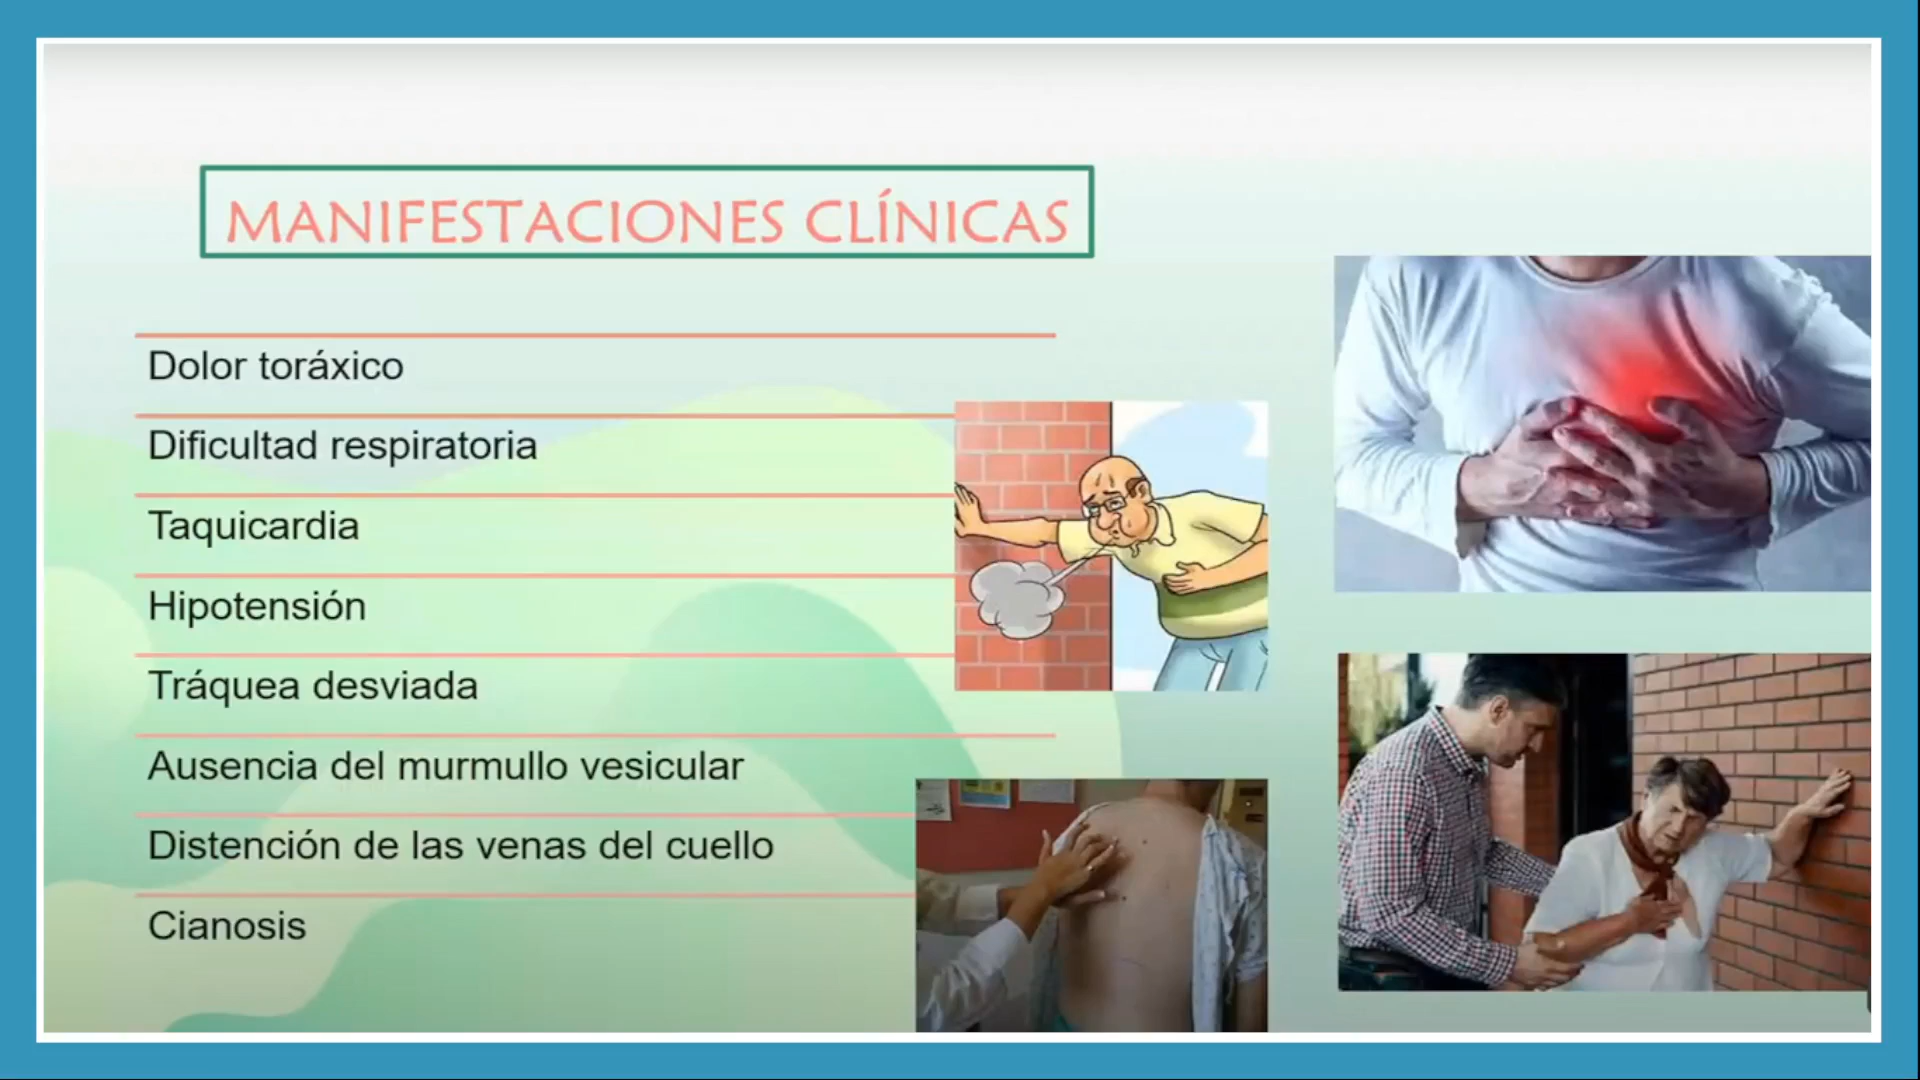 MANIFESTACIONES CLÍNICAS
Dolor toráxico
Dificultad respiratoria
Taquicardia
Hipotensión
Tráquea desviada
Ausencia del murmullo vesicular
Distención de las venas del cuello
Cianosis